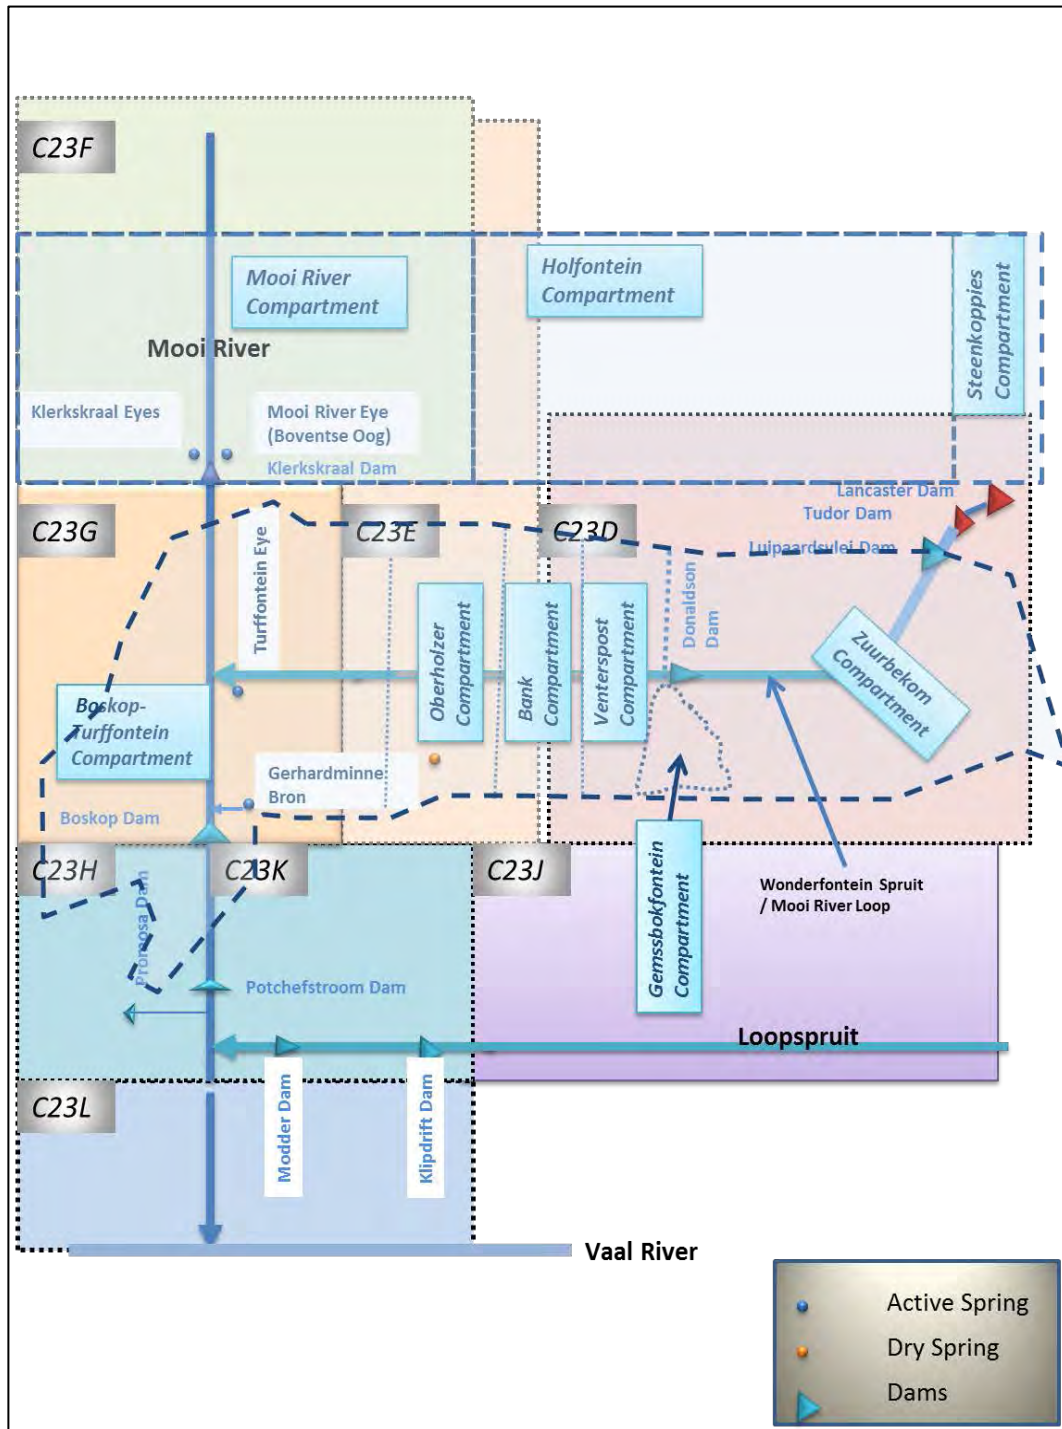 C23F
Mooi River
Compartment
Holfontein
Compartment
Steenkoppies
Compartment
Mooi River
Klerkskraal Eyes
Mooi River Eye
(Boventse Oog)
Klerkskraal Dam
Lancaster Dam
Tudor Dam
Luipaardsvlei Dam
C23G
C23E
C23D
Turffontein Eye
Donaldson
Dam
Oberholzer
Compartment
Bank
Compartment
Venterspost
Compartment
Zuurbekom
Compartment
Boskop-
Turffontein
Compartment
Gerhardminne
Bron
Boskop Dam
C23H
C23K
C23J
Gemssbokfontein
Compartment
Wonderfontein Spruit
/ Mooi River Loop
Promosa Dam
Potchefstroom Dam
Loopspruit
C23L
Modder Dam
Klipdrift Dam
Vaal River
Active Spring
Dry Spring
Dams